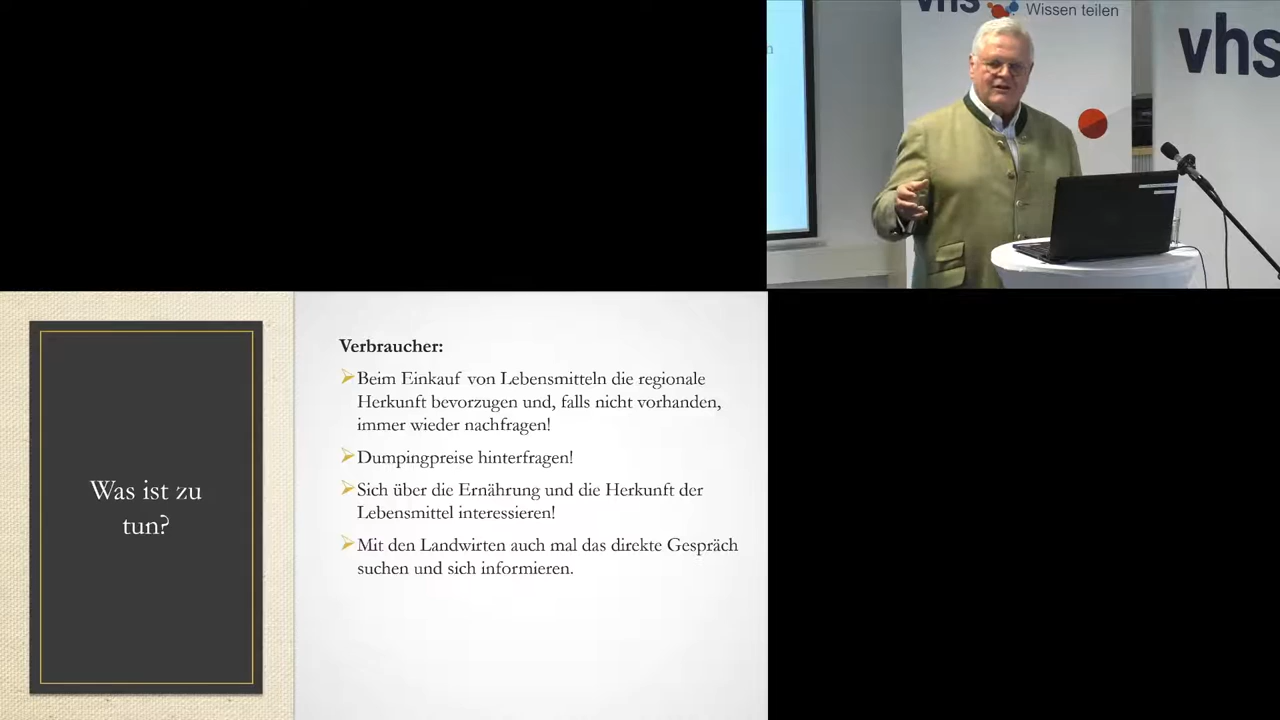 vhs
Wissen teilen
vhs
Was ist zu
tun?
Verbraucher:
Beim Einkauf von Lebensmitteln die regionale
Herkunft bevorzugen und, falls nicht vorhanden,
immer wieder nachfragen!
Dumpingpreise hinterfragen!
Sich über die Ernährung und die Herkunft der
Lebensmittel interessieren!
Mit den Landwirten auch mal das direkte Gespräch
suchen und sich informieren.